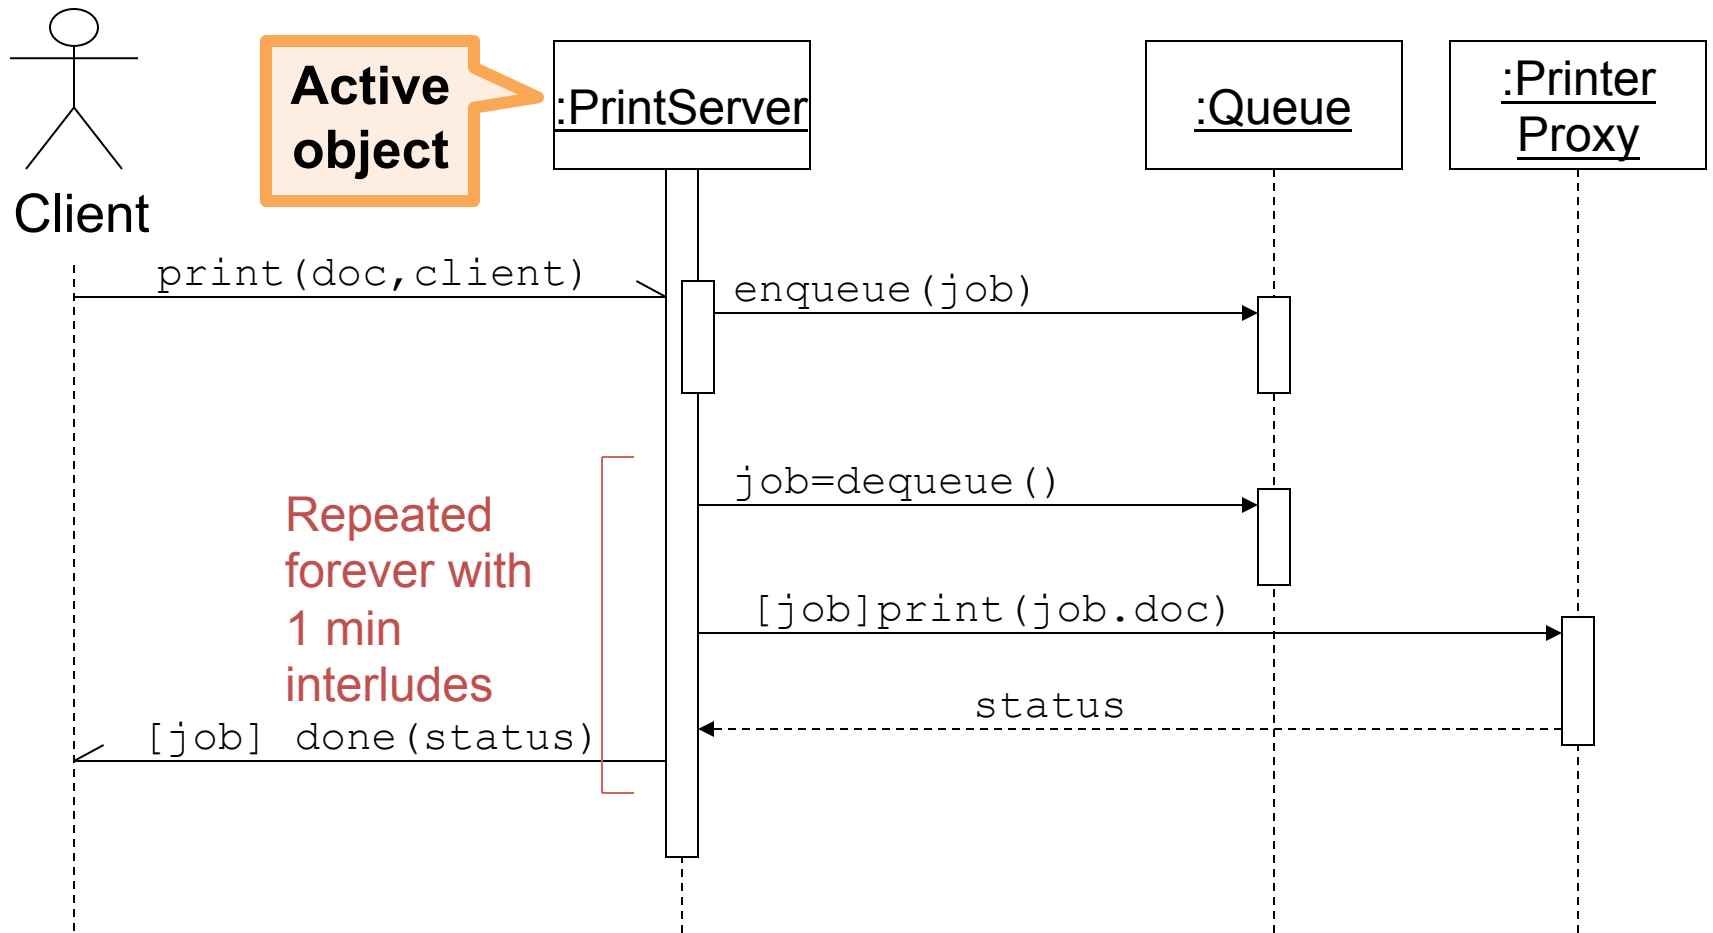 Active
object
:PrintServer
:Queue
:Printer
Proxy
Client
print(doc,client)
enqueue(job)
job=dequeue()
Repeated
forever with
1 min
interludes
[job]print(job.doc)
status
[job] done(status)